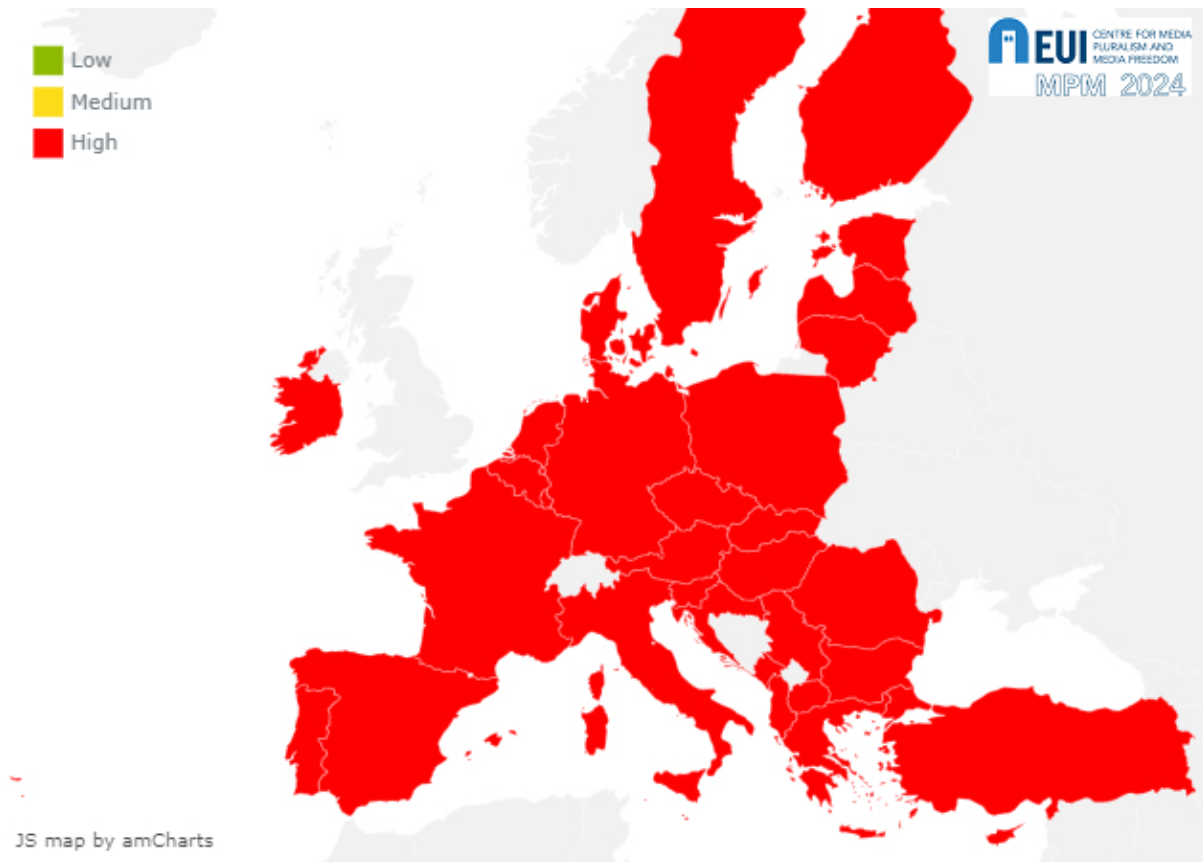 Low
Medium
High
EUI
CENTRE FOR MEDIA
PLURALISM AND
MEDIA FREEDOM
MPM 2024
JS map by amCharts